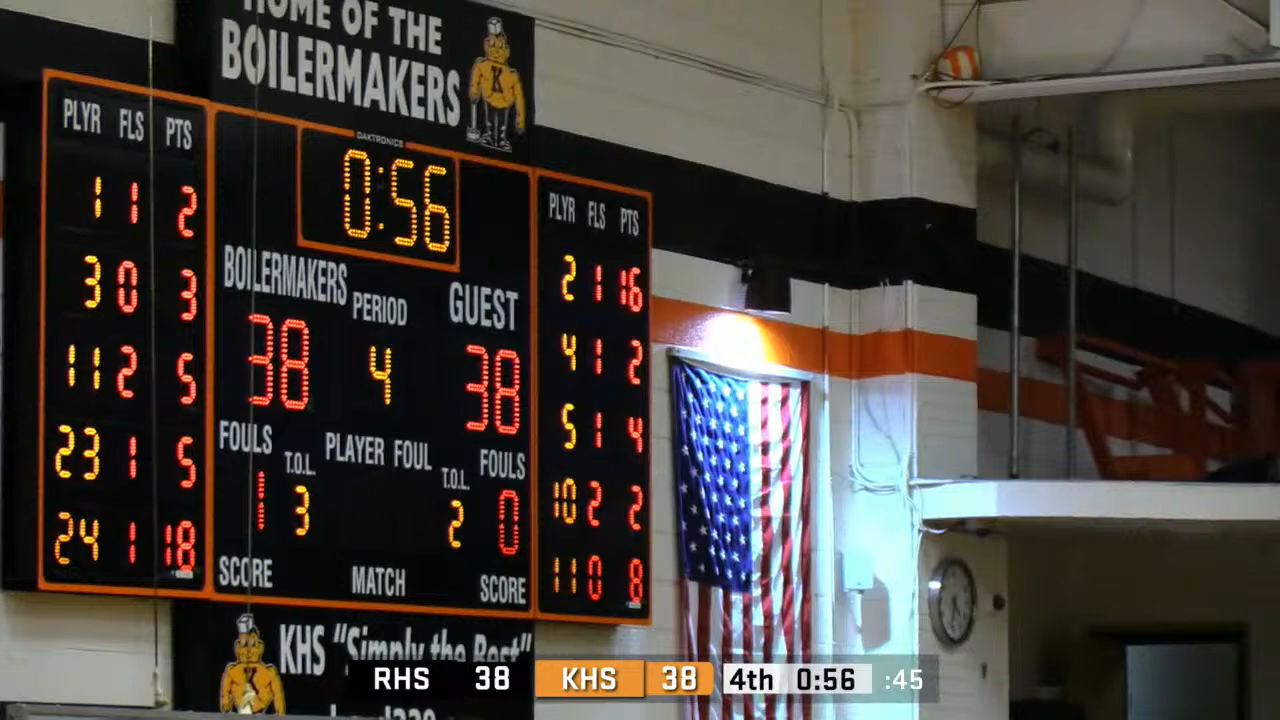 HOME OF THE
BOILERMAKERS
K
DAKTRONICS
PLYR FLS PTS
1 1 2
3 0 3
11 2 5
23 1 5
24 1 18
0:56
BOILERMAKERS PERIOD GUEST
38 4 38
FOULS T.O.L. PLAYER FOUL T.O.L. FOULS
1 3 2 0
SCORE MATCH SCORE
PLYR FLS PTS
2 1 16
4 1 2
5 1 4
10 2 2
11 0 8
KHS "Simply the Best"
K
RHS 38 KHS 38 4th 0:56 :45